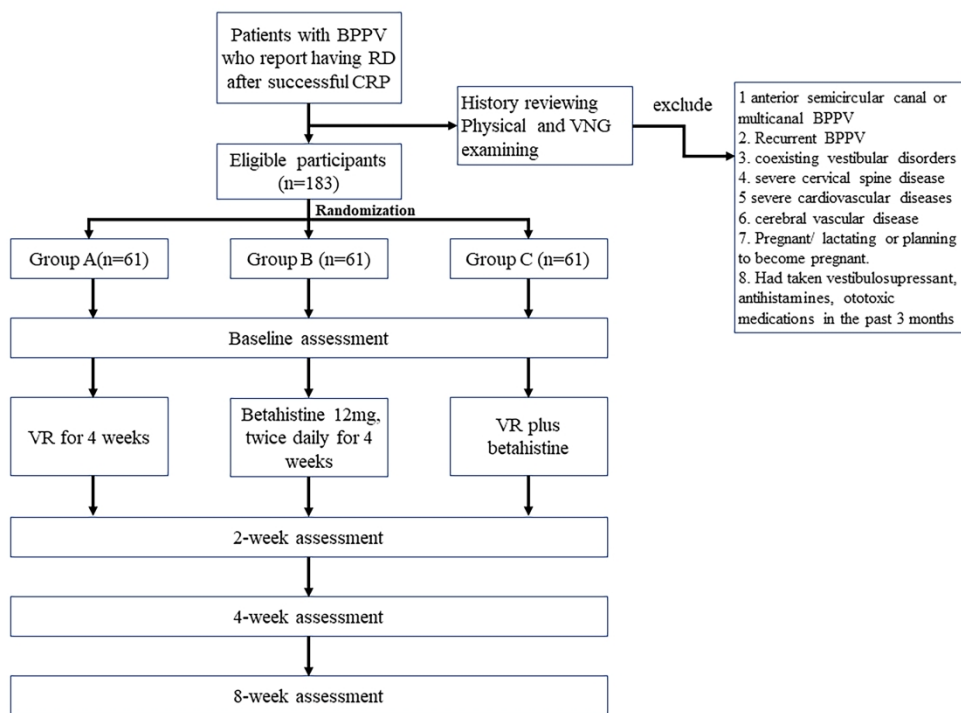 Patients with BPPV
who report having RD
after successful CRP
History reviewing
Physical and VNG
examining
exclude
1 anterior semicircular canal or
multicanal BPPV
2. Recurrent BPPV
3. coexisting vestibular disorders
4. severe cervical spine disease
5 severe cardiovascular diseases
6. cerebral vascular disease
7. Pregnant/ lactating or planning
to become pregnant.
8. Had taken vestibulosupressant,
antihistamines, ototoxic
medications in the past 3 months
Eligible participants
(n=183)
Randomization
Group A(n=61)
Group B (n=61)
Group C (n=61)
Baseline assessment
VR for 4 weeks
Betahistine 12mg,
twice daily for 4
weeks
VR plus
betahistine
2-week assessment
4-week assessment
8-week assessment